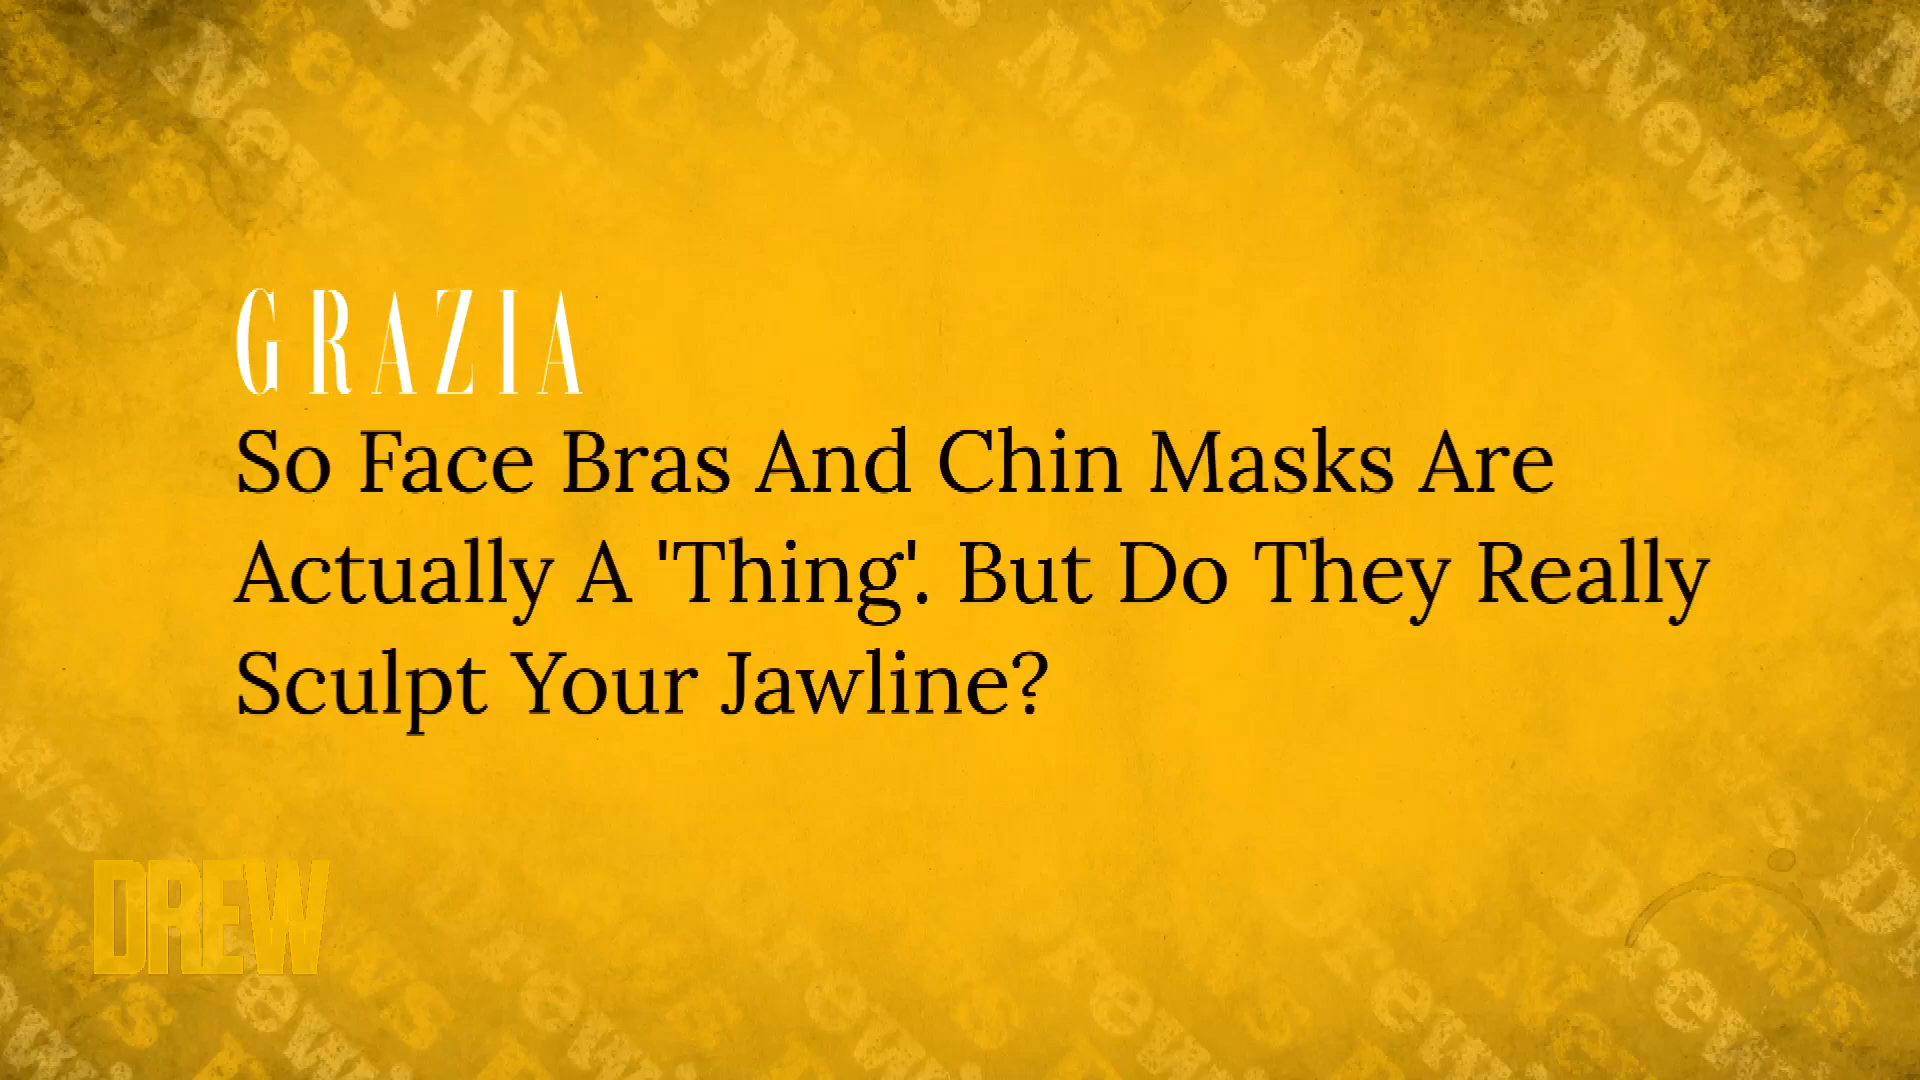 GRAZIA
So Face Bras And Chin Masks Are
Actually A 'Thing'. But Do They Really
Sculpt Your Jawline?
DREW